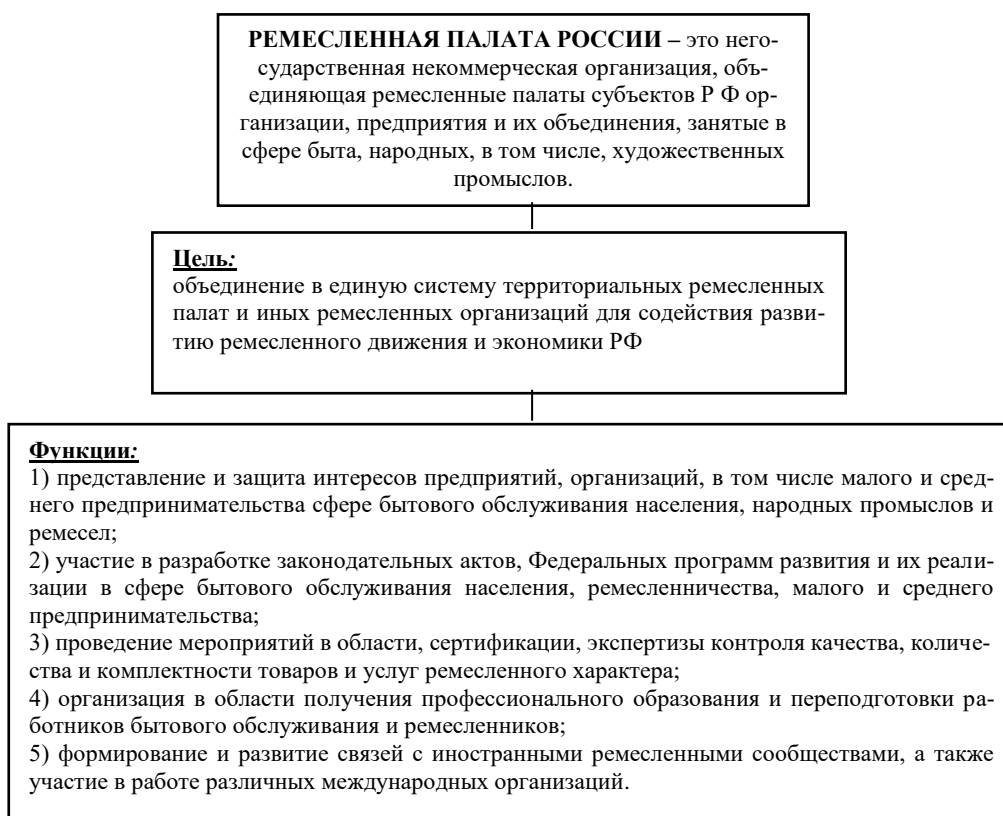 РЕМЕСЛЕННАЯ ПАЛАТА РОССИИ – это него-
сударственная некоммерческая организация, объ-
единяющая ремесленные палаты субъектов Р Ф ор-
ганизации, предприятия и их объединения, занятые в
сфере быта, народных, в том числе, художественных
промыслов.
Цель:
объединение в единую систему территориальных ремесленных
палат и иных ремесленных организаций для содействия разви-
тию ремесленного движения и экономики РФ
Функции:
1) представление и защита интересов предприятий, организаций, в том числе малого и сред-
него предпринимательства сфере бытового обслуживания населения, народных промыслов и
ремесел;
2) участие в разработке законодательных актов, Федеральных программ развития и их реали-
зации в сфере бытового обслуживания населения, ремесленничества, малого и среднего
предпринимательства;
3) проведение мероприятий в области, сертификации, экспертизы контроля качества, количе-
ства и комплектности товаров и услуг ремесленного характера;
4) организация в области получения профессионального образования и переподготовки ра-
ботников бытового обслуживания и ремесленников;
5) формирование и развитие связей с иностранными ремесленными сообществами, а также
участие в работе различных международных организаций.